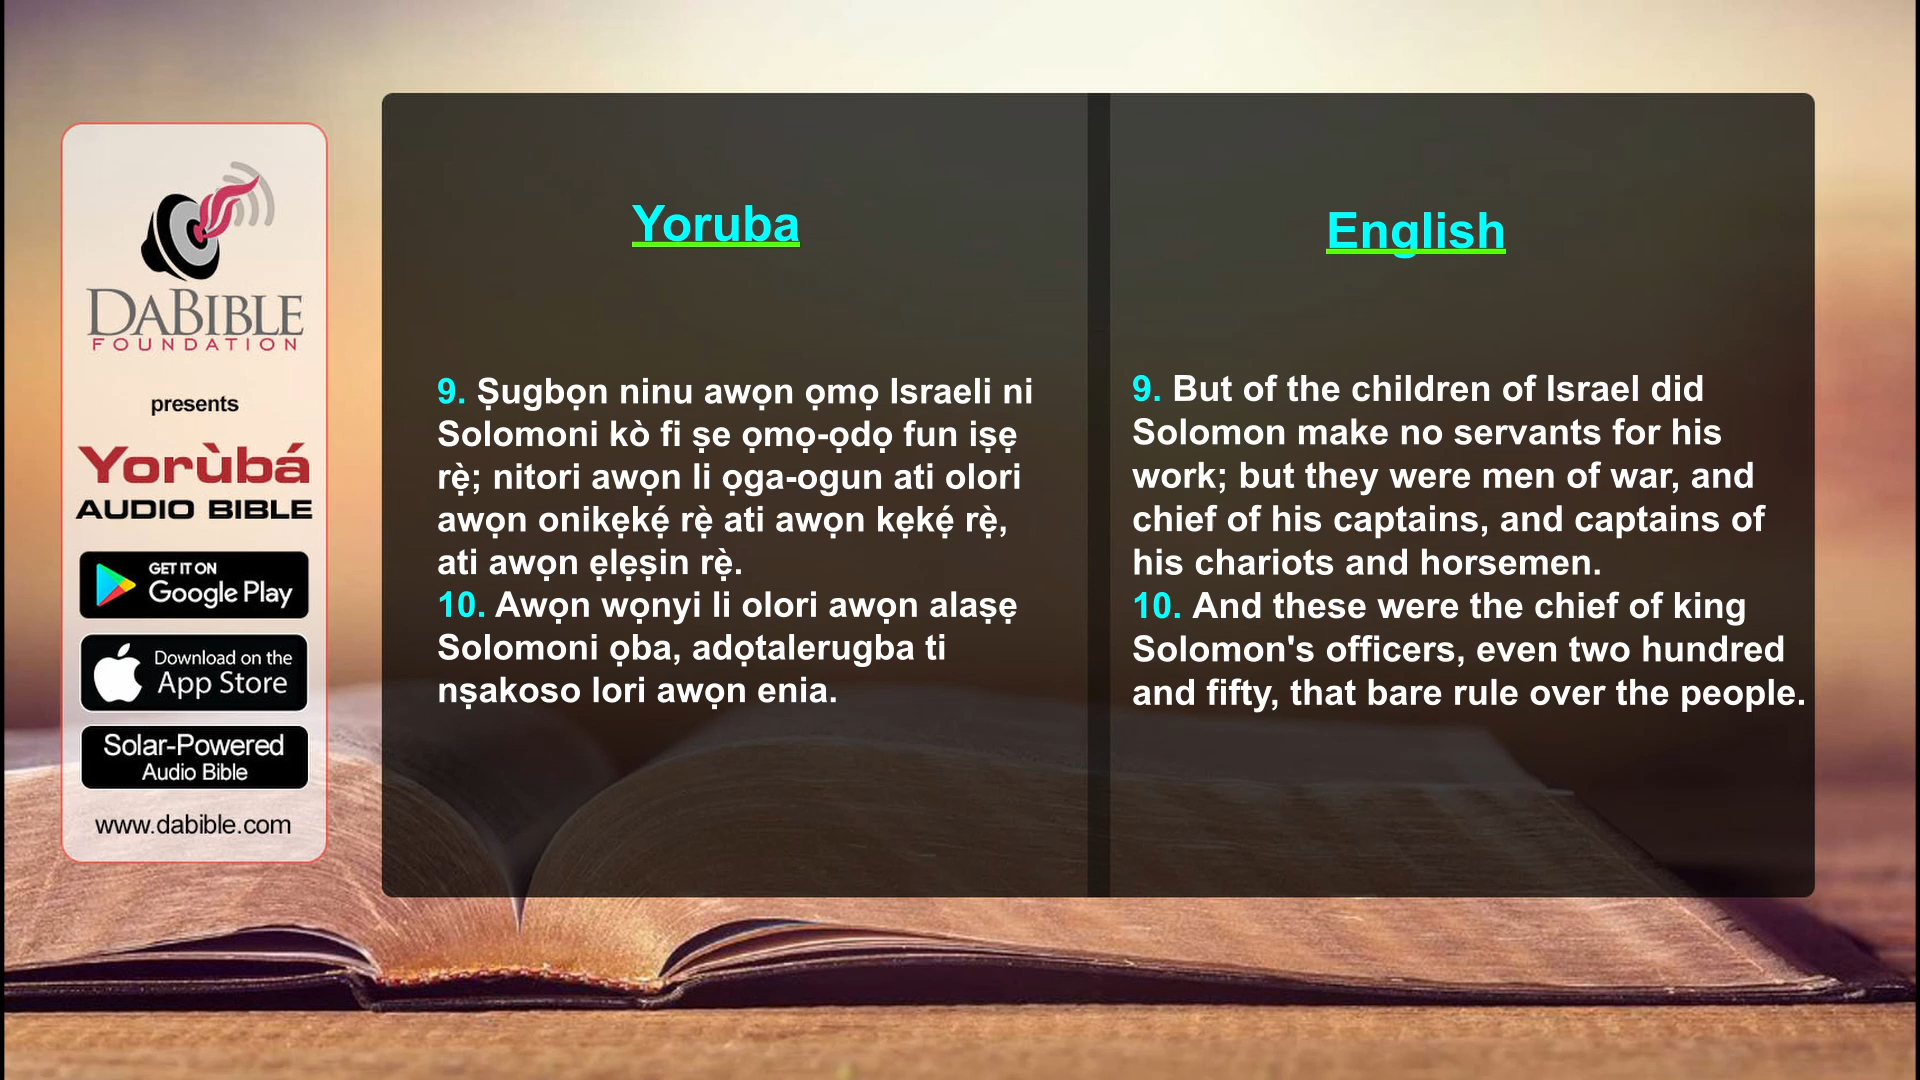 DABIBLE
FOUNDATION
presents
Yorùbá
AUDIO BIBLE
GET IT ON
Google Play
Download on the
App Store
Solar-Powered
Audio Bible
www.dabible.com
Yoruba
9. Ṣugbọn ninu awọn ọmọ Israeli ni
Solomoni kò fi ṣe ọmọ-ọdọ fun iṣẹ
rẹ̀; nitori awọn li ọga-ogun ati olori
awọn onikẹkẹ́ rẹ̀ ati awọn kẹkẹ́ rẹ̀,
ati awọn ẹlẹṣin rẹ̀.
10. Awọn wọnyi li olori awọn alaṣẹ
Solomoni ọba, adọtalerugba ti
nṣakoso lori awọn enia.
English
9. But of the children of Israel did
Solomon make no servants for his
work; but they were men of war, and
chief of his captains, and captains of
his chariots and horsemen.
10. And these were the chief of king
Solomon's officers, even two hundred
and fifty, that bare rule over the people.